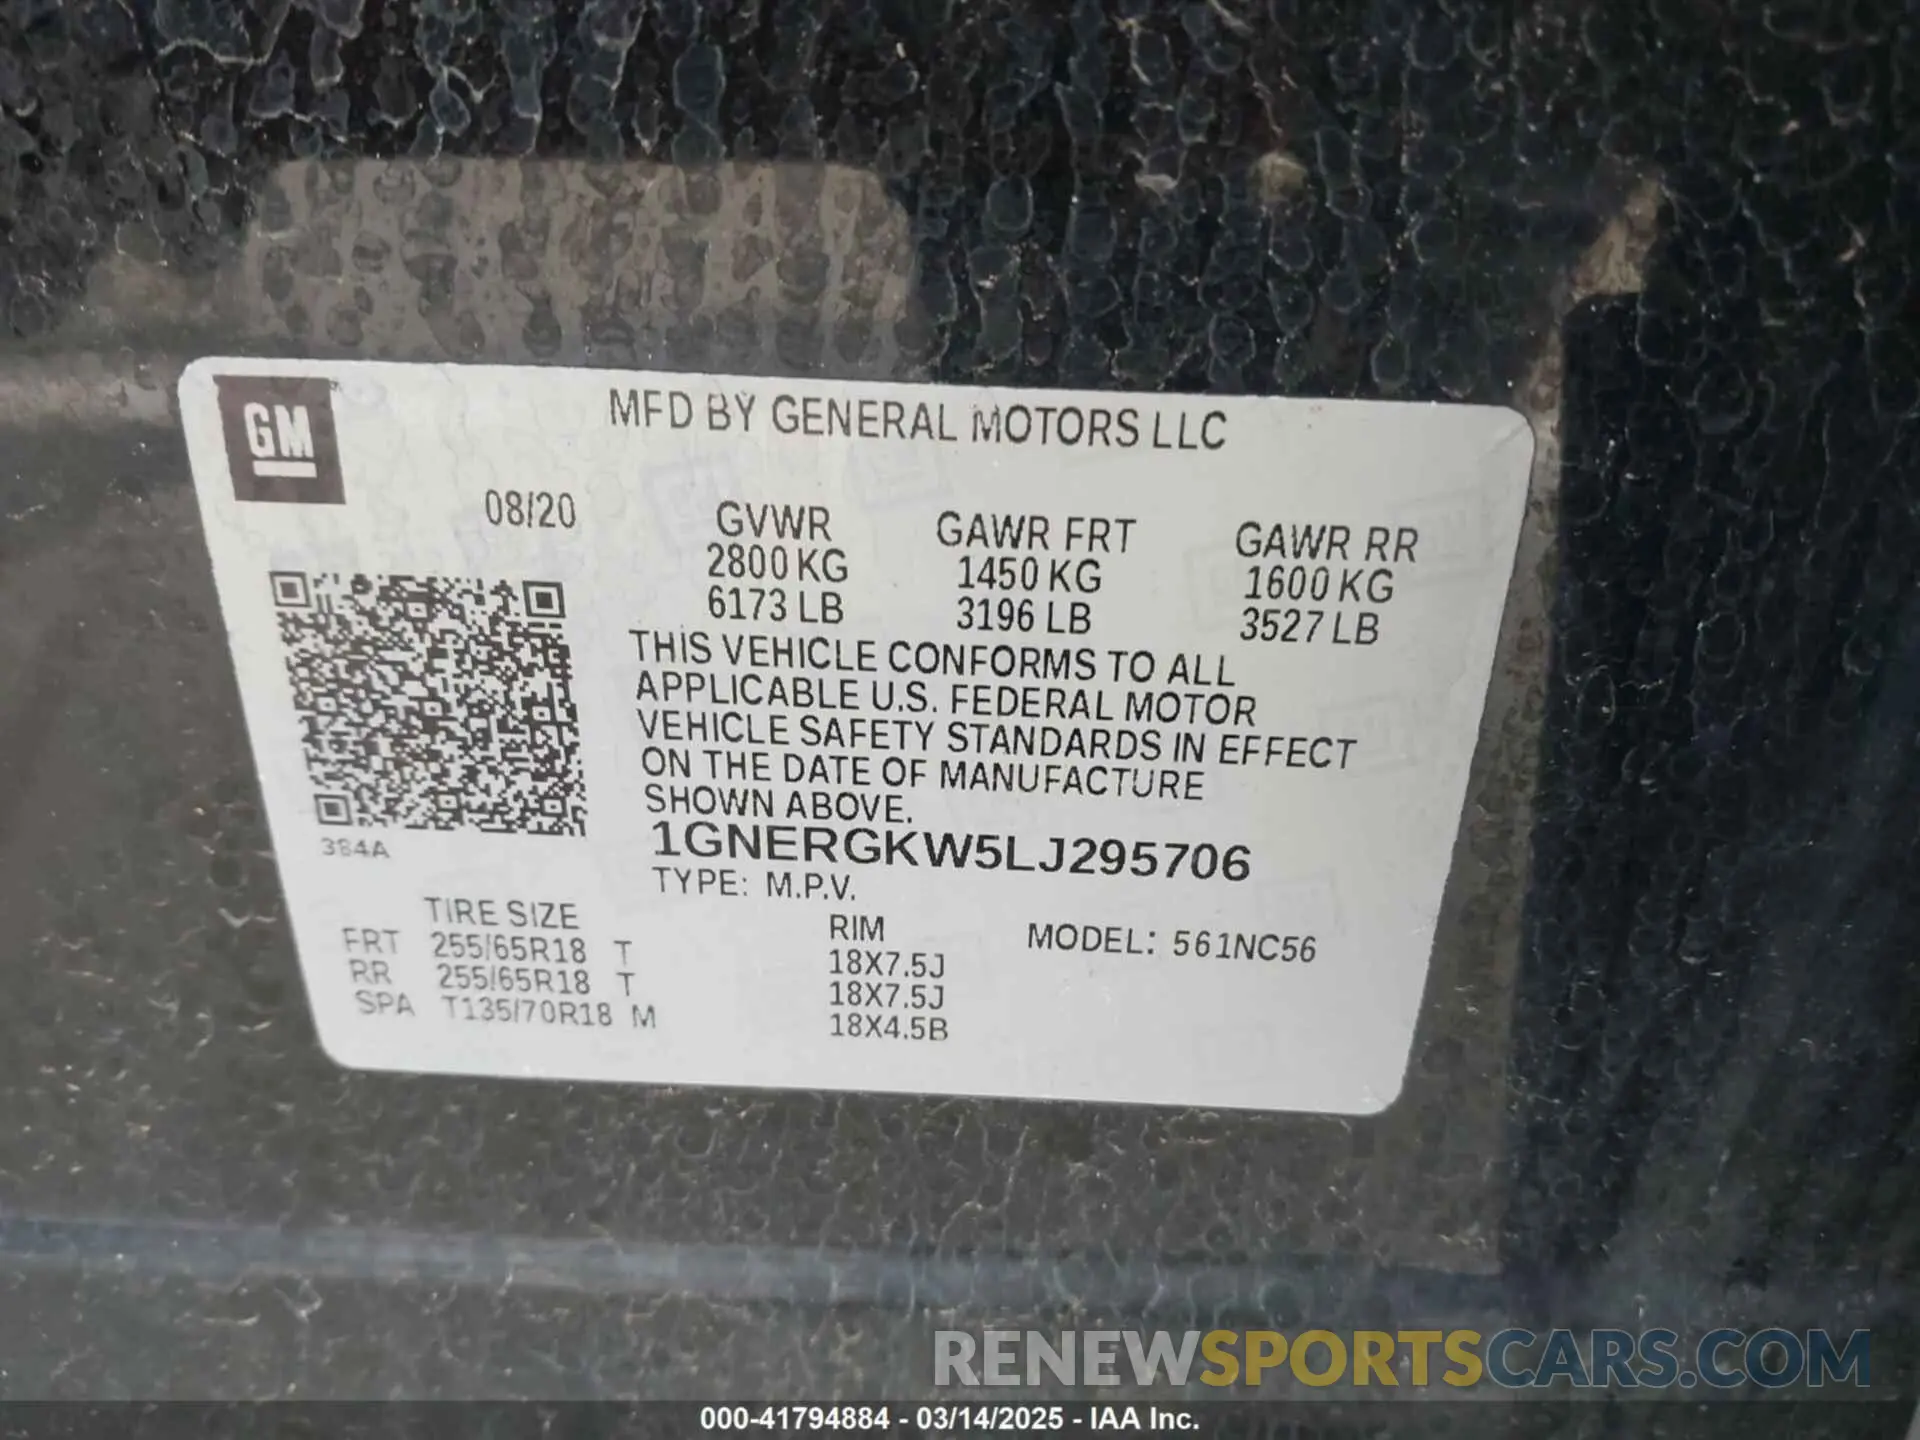 GM
MFD BY GENERAL MOTORS LLC
08/20
GVWR GAWR FRT GAWR RR
2800 KG 1450 KG 1600 KG
6173 LB 3196 LB 3527 LB
THIS VEHICLE CONFORMS TO ALL
APPLICABLE U.S. FEDERAL MOTOR
VEHICLE SAFETY STANDARDS IN EFFECT
ON THE DATE OF MANUFACTURE
SHOWN ABOVE.
384A
1GNERGKW5LJ295706
TYPE: M.P.V.
TIRE SIZE RIM MODEL: 561NC56
FRT 255/65R18 T 18X7.5J
RR 255/65R18 T 18X7.5J
SPA T135/70R18 M 18X4.5B
RENEWSPORTSCARS.COM
000-41794884 - 03/14/2025 - IAA Inc.